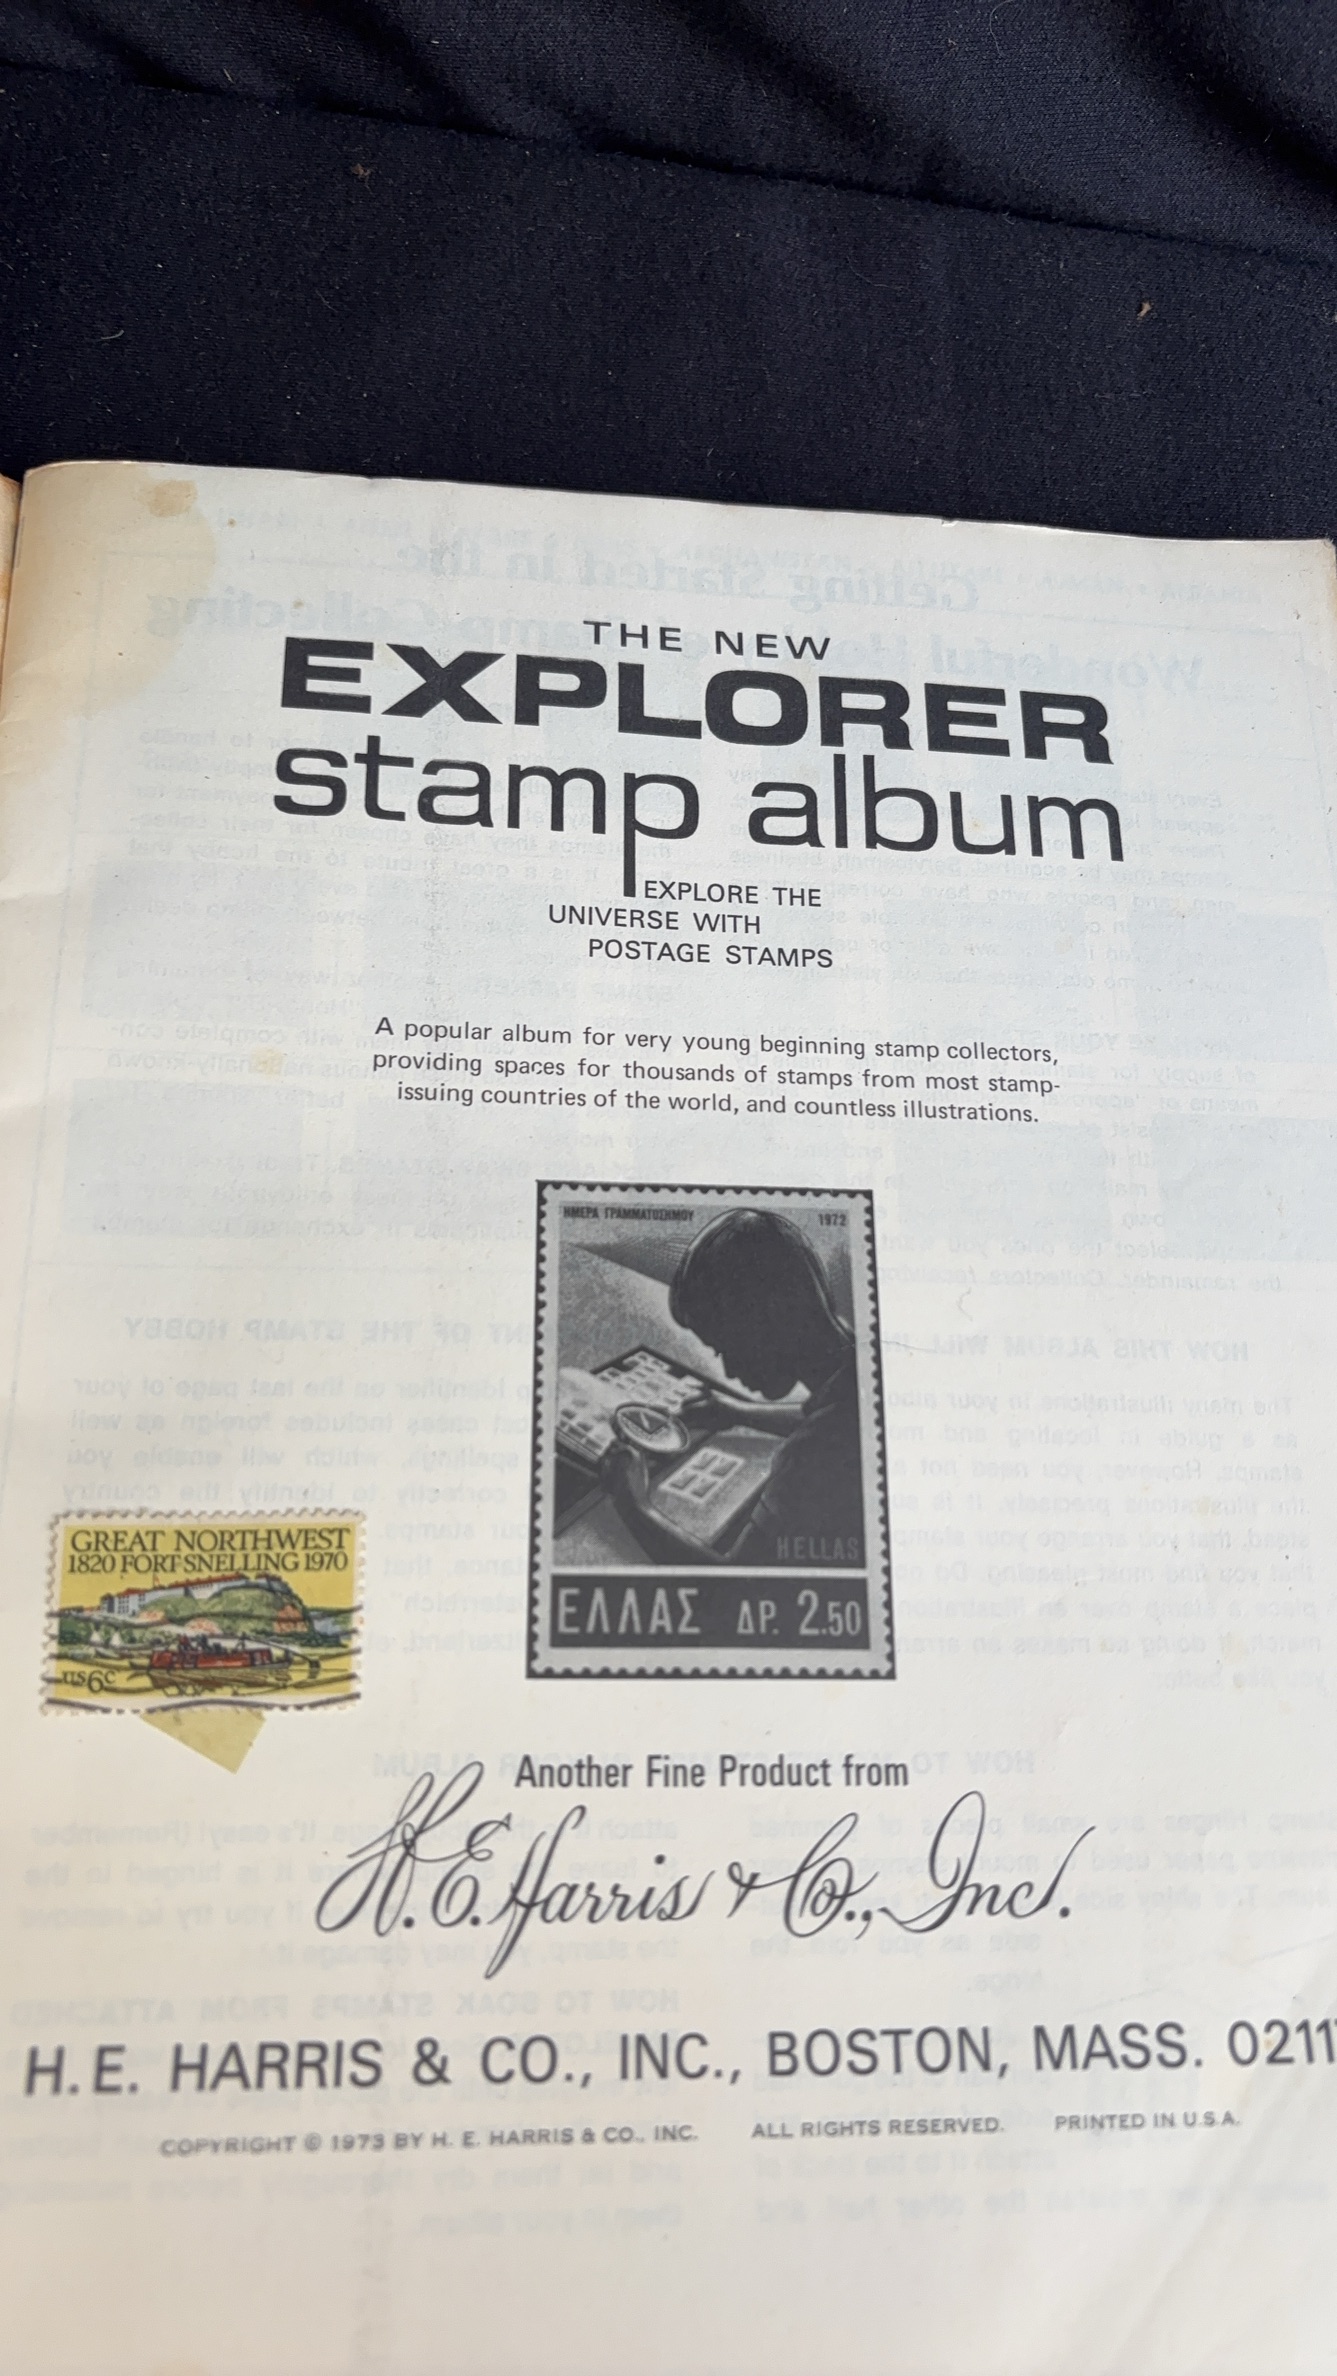 THE NEW
EXPLORER
stamp album
EXPLORE THE
UNIVERSE WITH
POSTAGE STAMPS
A popular album for very young beginning stamp collectors,
providing spaces for thousands of stamps from most stamp-
issuing countries of the world, and countless illustrations.
ΗΜΕΡΑ ΓΡΑΜΜΑΤΟΣΗΜΟΥ 1972
HELLAS
ΕΛΛΑΣ ΔΡ. 2.50
GREAT NORTHWEST
1820 FORT SNELLING 1970
US 6c
Another Fine Product from
H. E. Harris & Co., Inc.
H. E. HARRIS & CO., INC., BOSTON, MASS. 0211
COPYRIGHT © 1973 BY H. E. HARRIS & CO., INC. ALL RIGHTS RESERVED. PRINTED IN U.S.A.